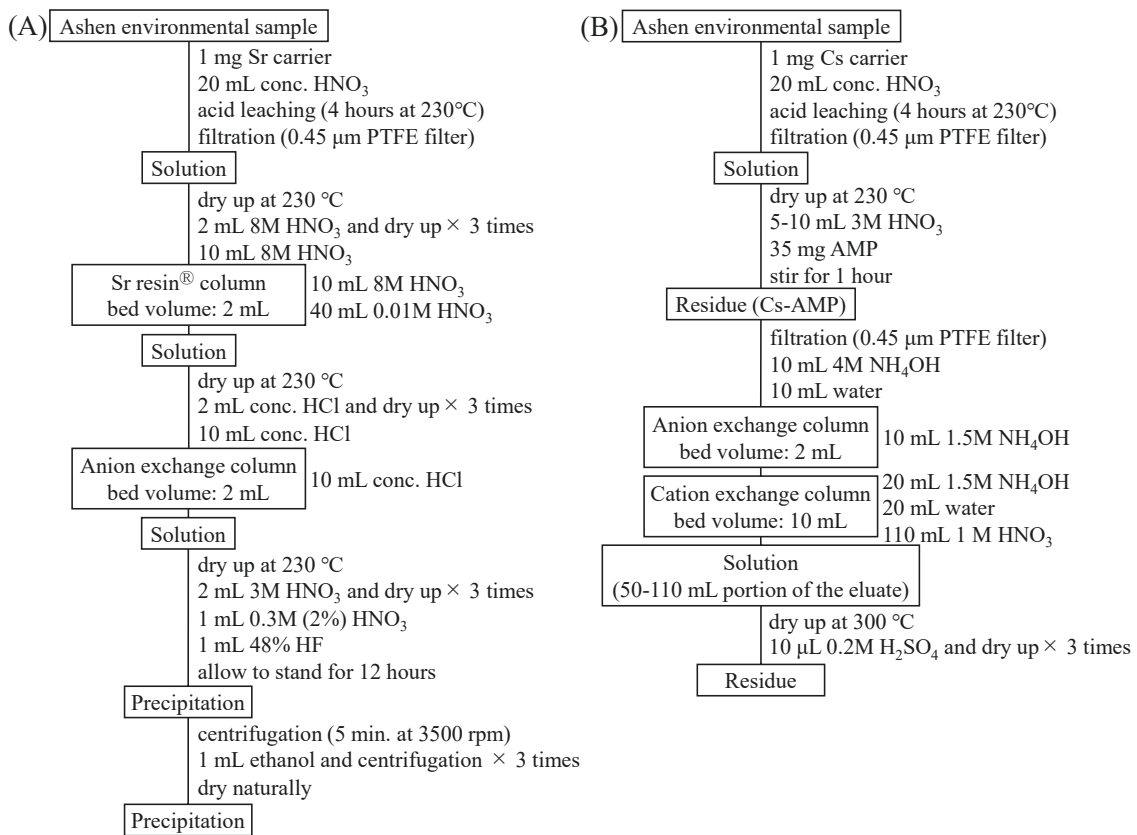 (A)
Ashen environmental sample
1 mg Sr carrier
20 mL conc. HNO₃
acid leaching (4 hours at 230℃)
filtration (0.45 μm PTFE filter)
Solution
dry up at 230 ℃
2 mL 8M HNO₃ and dry up × 3 times
10 mL 8M HNO₃
Sr resin® column
bed volume: 2 mL
10 mL 8M HNO₃
40 mL 0.01M HNO₃
Solution
dry up at 230 ℃
2 mL conc. HCl and dry up × 3 times
10 mL conc. HCl
Anion exchange column
bed volume: 2 mL
10 mL conc. HCl
Solution
dry up at 230 ℃
2 mL 3M HNO₃ and dry up × 3 times
1 mL 0.3M (2%) HNO₃
1 mL 48% HF
allow to stand for 12 hours
Precipitation
centrifugation (5 min. at 3500 rpm)
1 mL ethanol and centrifugation × 3 times
dry naturally
Precipitation
(B)
Ashen environmental sample
1 mg Cs carrier
20 mL conc. HNO₃
acid leaching (4 hours at 230℃)
filtration (0.45 μm PTFE filter)
Solution
dry up at 230 ℃
5-10 mL 3M HNO₃
35 mg AMP
stir for 1 hour
Residue (Cs-AMP)
filtration (0.45 μm PTFE filter)
10 mL 4M NH₄OH
10 mL water
Anion exchange column
bed volume: 2 mL
10 mL 1.5M NH₄OH
Cation exchange column
bed volume: 10 mL
20 mL 1.5M NH₄OH
20 mL water
110 mL 1 M HNO₃
Solution
(50-110 mL portion of the eluate)
dry up at 300 ℃
10 μL 0.2M H₂SO₄ and dry up × 3 times
Residue